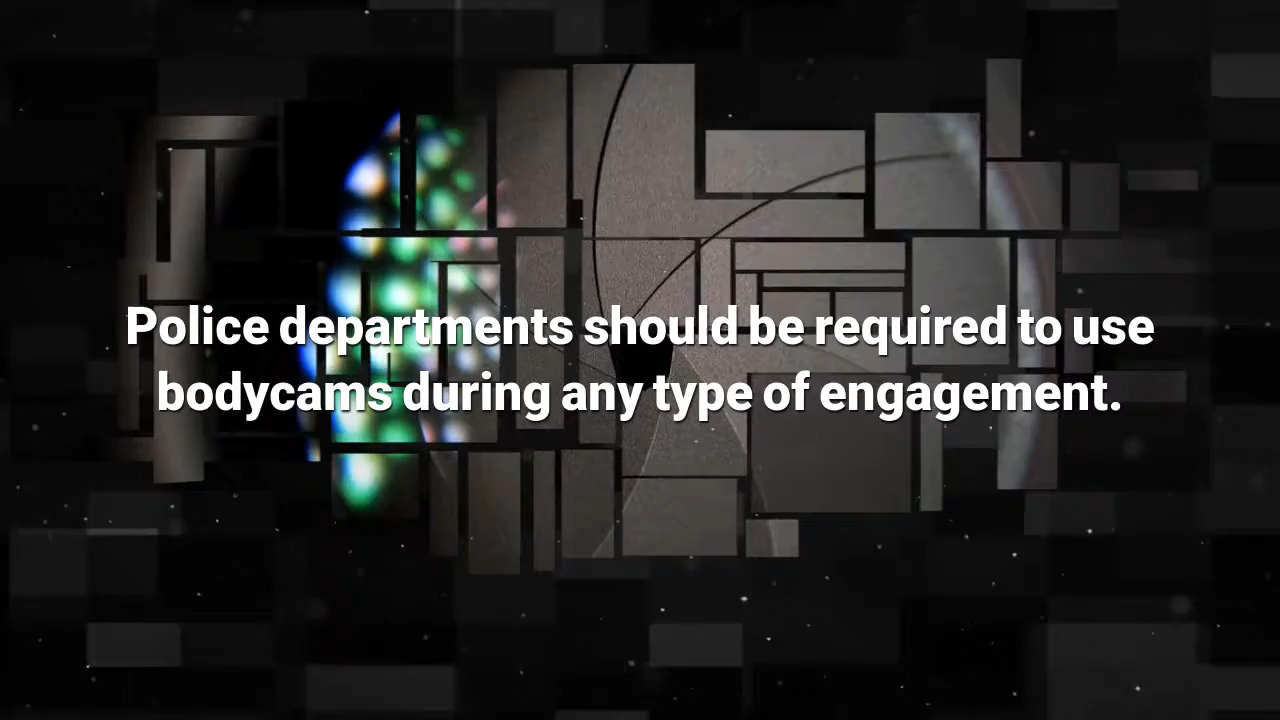 Police departments should be required to use
bodycams during any type of engagement.